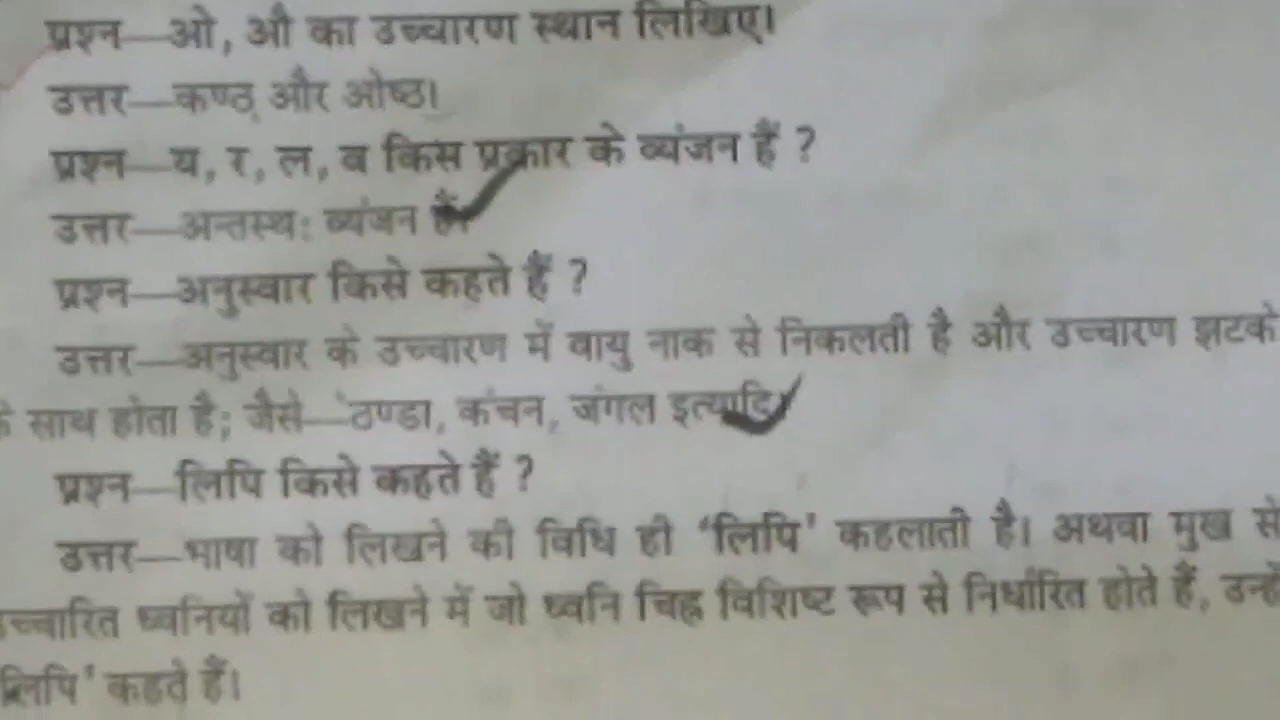 प्रश्न—ओ, औ का उच्चारण स्थान लिखिए।
उत्तर—कण्ठ् और ओष्ठ।
प्रश्न—य, र, ल, व किस प्रकार के व्यंजन हैं ?
उत्तर—अन्तस्थः व्यंजन हैं।
प्रश्न—अनुस्वार किसे कहते हैं ?
उत्तर—अनुस्वार के उच्चारण में वायु नाक से निकलती है और उच्चारण झटके
के साथ होता है; जैसे—ठण्डा, कंचन, जंगल इत्यादि।
प्रश्न—लिपि किसे कहते हैं ?
उत्तर—भाषा को लिखने की विधि ही ‘लिपि’ कहलाती है। अथवा मुख से
उच्चारित ध्वनियों को लिखने में जो ध्वनि चिह्न विशिष्ट रूप से निर्धारित होते हैं, उन्हें
‘लिपि’ कहते हैं।